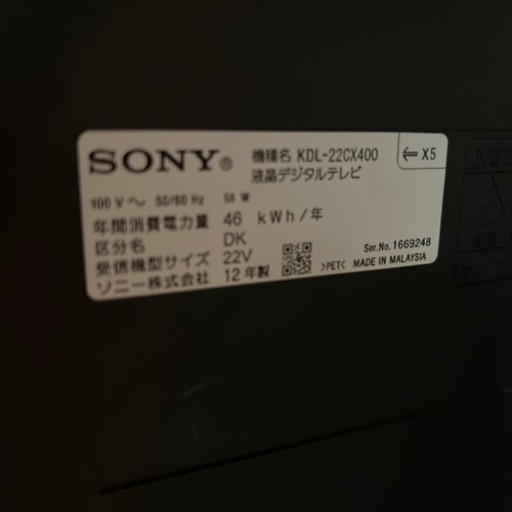 SONY®
機種名 KDL-22CX400
液晶デジタルテレビ
⇐ X5
100 V～ 50/60 Hz 58 W
年間消費電力量 46 kWh/年
区分名 DK
受信機型サイズ 22V
ソニー株式会社 12年製
Ser.No.1669248
>PET< MADE IN MALAYSIA